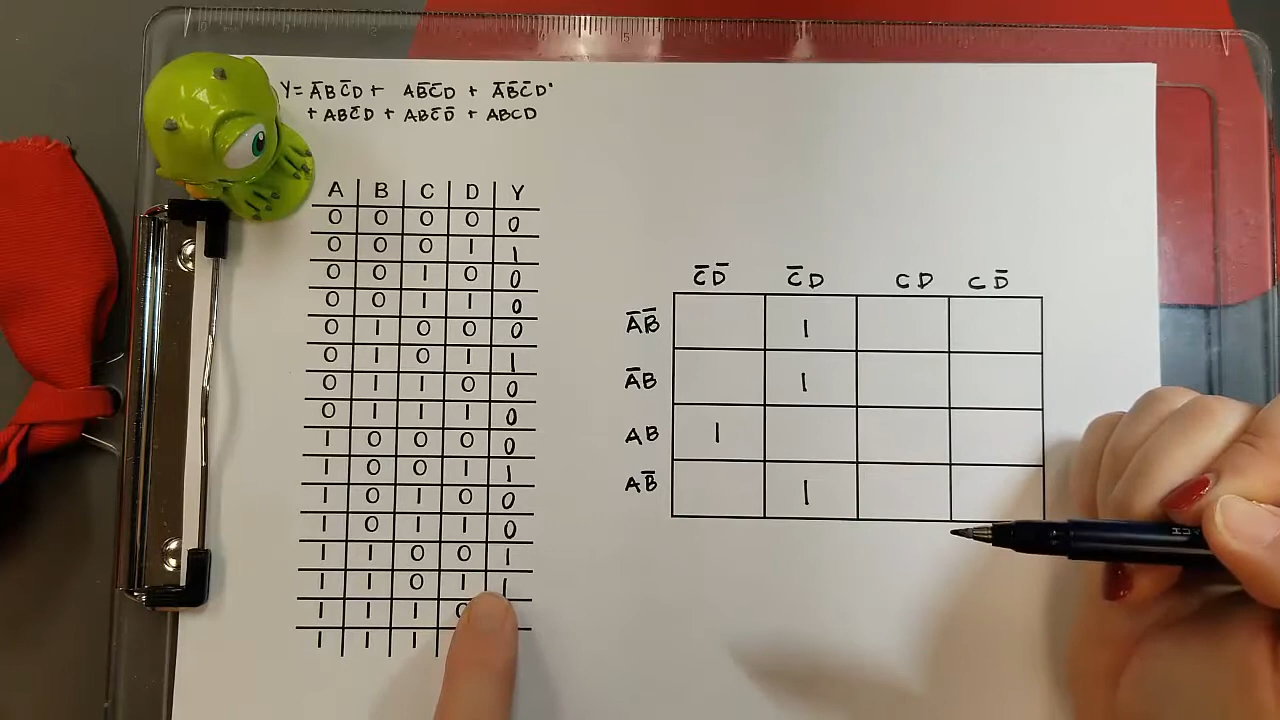 Y = A̅BC̅D + AB̅C̅D + A̅B̅C̅D
+ ABC̅D + ABC̅D̅ + ABCD
A B C D Y
0 0 0 0 0
0 0 0 1 1
0 0 1 0 0
0 0 1 1 0
0 1 0 0 0
0 1 0 1 1
0 1 1 0 0
0 1 1 1 0
1 0 0 0 0
1 0 0 1 1
1 0 1 0 0
1 0 1 1 0
1 1 0 0 1
1 1 0 1 1
1 1 1 0
1 1 1
C̅D̅ C̅D CD CD̅
A̅B̅ 1
A̅B 1
AB 1
AB̅ 1